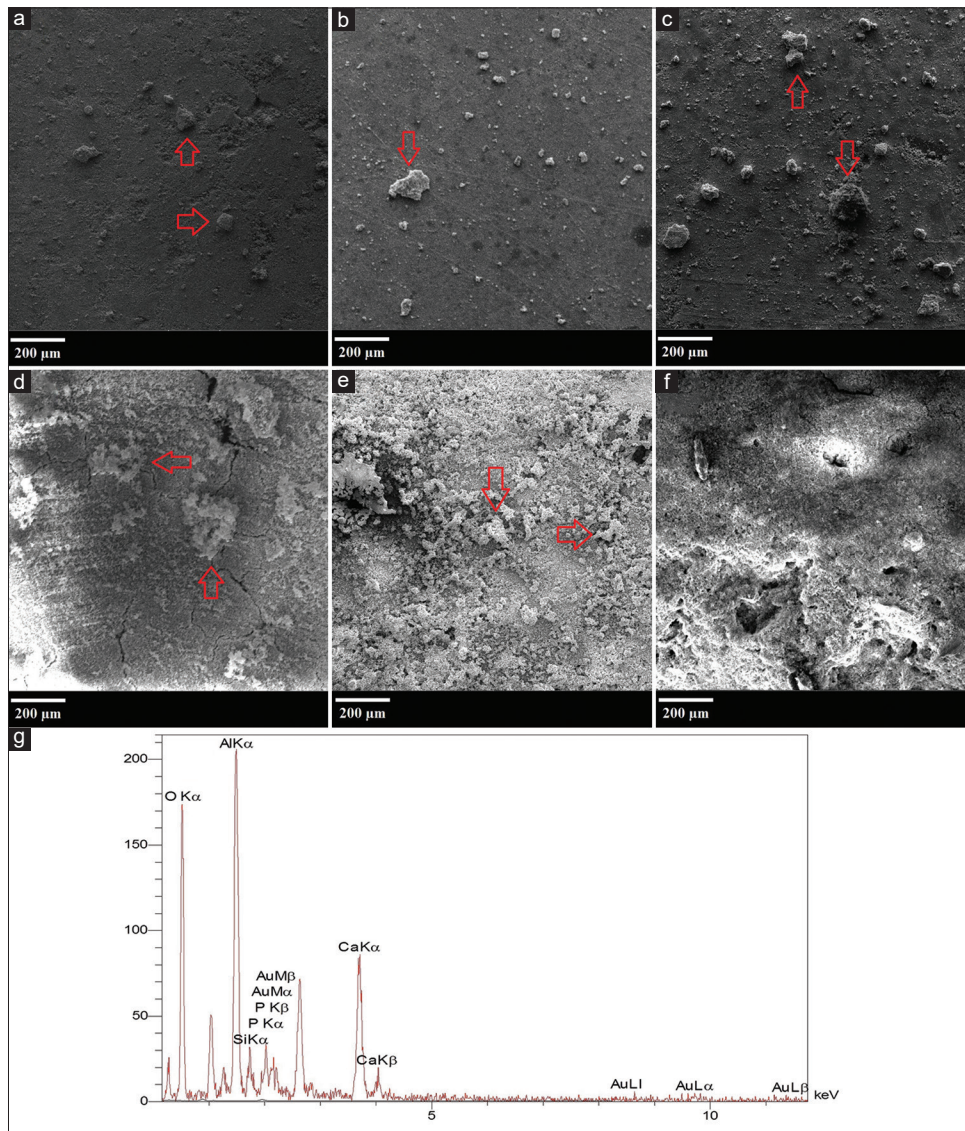 a
b
c
200 µm
200 µm
200 µm
d
e
f
200 µm
200 µm
200 µm
g
AlKα
200
O Kα
150
100
CaKα
AuMβ
AuMα
P Kβ
P Kα
50
SiKα
CaKβ
AuLl
AuLα
AuLβ
0
keV
5
10